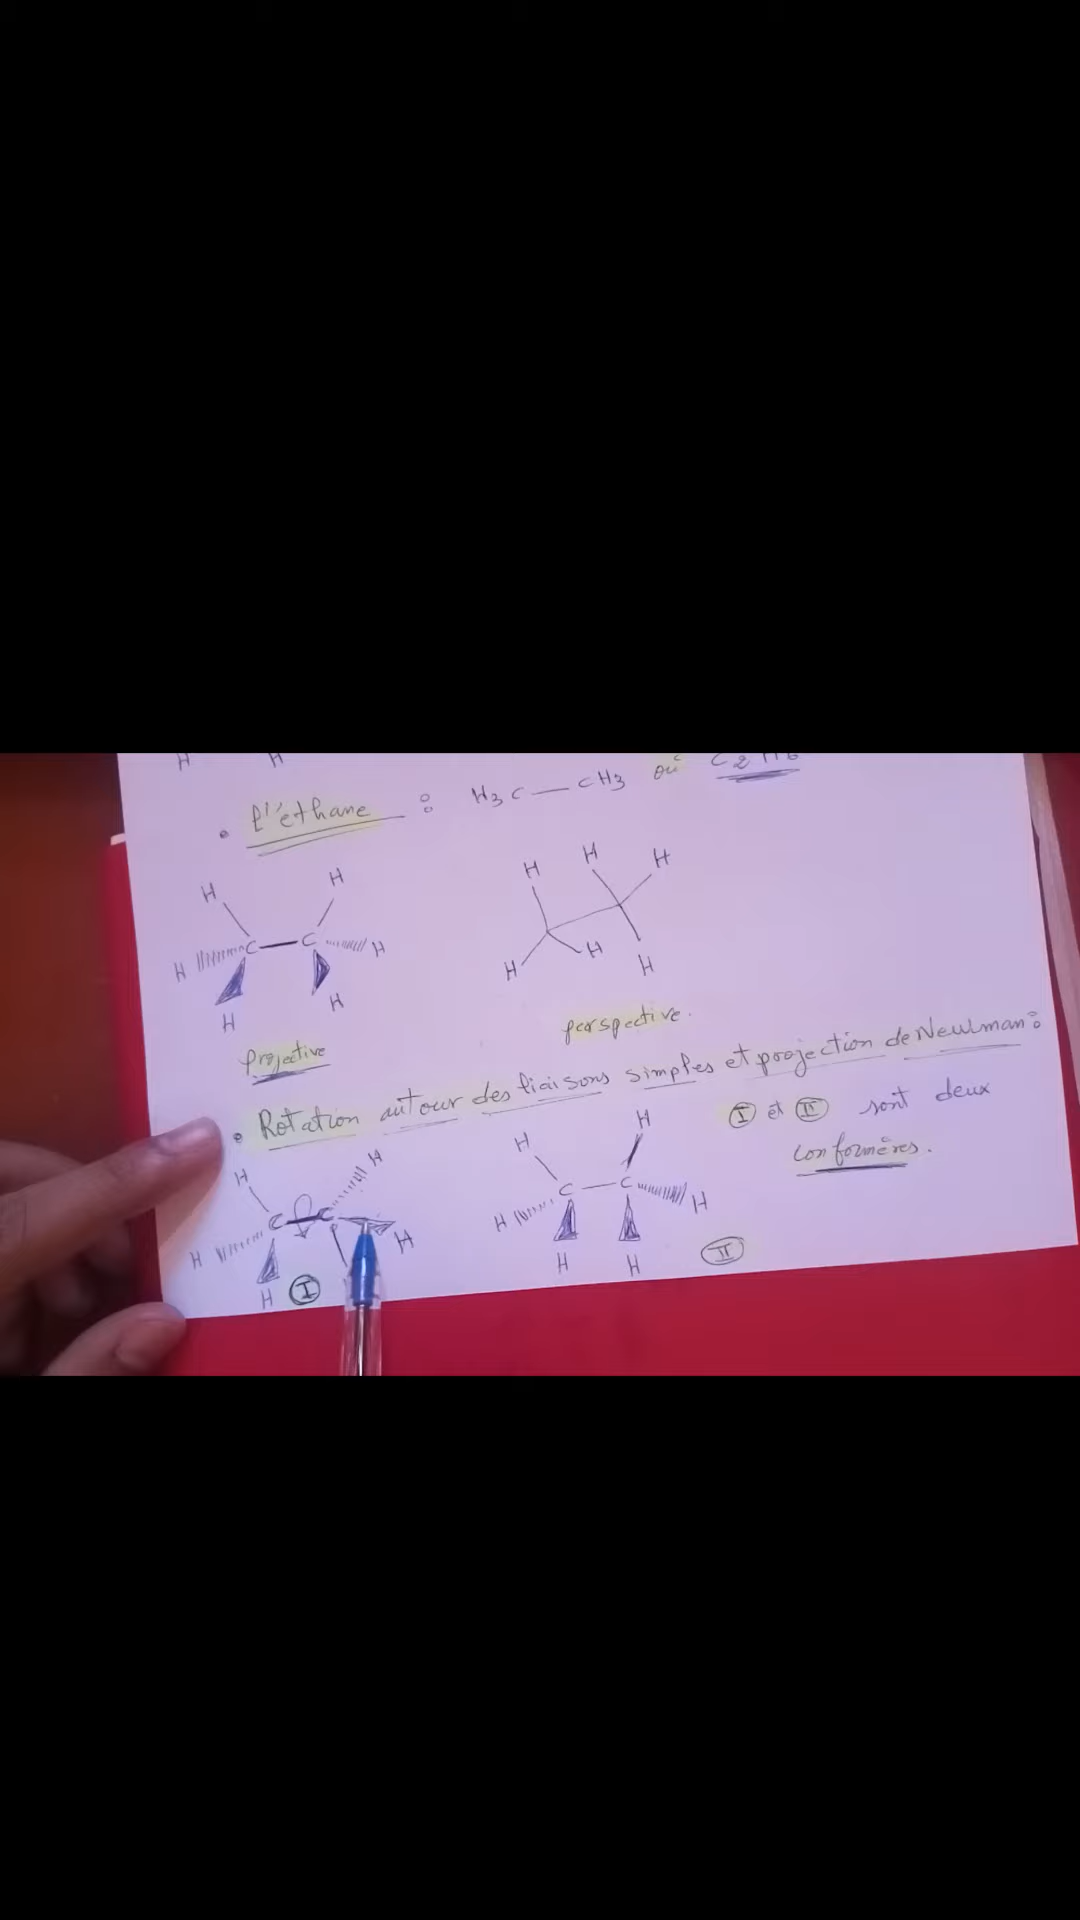 H H
• l'éthane : H3C — CH3 ou C2H6
H H H H H
H C — C H H
H H H H
projective perspective.
• Rotation autour des liaisons simples et projection de Newman :
H H H H I et II sont deux
H C — C H H C — C H conformères.
H I H H II